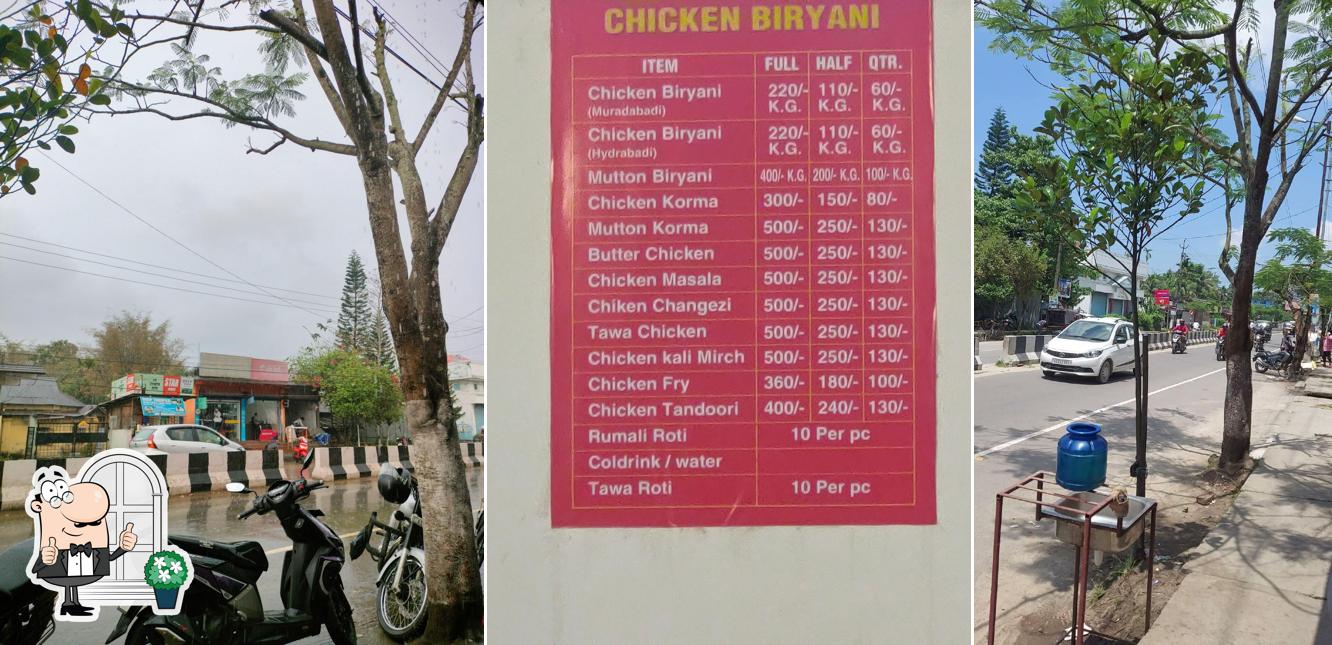 STAR
CHICKEN BIRYANI
ITEM FULL HALF QTR.
Chicken Biryani (Muradabadi) 220/- K.G. 110/- K.G. 60/- K.G.
Chicken Biryani (Hydrabadi) 220/- K.G. 110/- K.G. 60/- K.G.
Mutton Biryani 400/- K.G. 200/- K.G. 100/- K.G.
Chicken Korma 300/- 150/- 80/-
Mutton Korma 500/- 250/- 130/-
Butter Chicken 500/- 250/- 130/-
Chicken Masala 500/- 250/- 130/-
Chiken Changezi 500/- 250/- 130/-
Tawa Chicken 500/- 250/- 130/-
Chicken kali Mirch 500/- 250/- 130/-
Chicken Fry 360/- 180/- 100/-
Chicken Tandoori 400/- 240/- 130/-
Rumali Roti 10 Per pc
Coldrink / water
Tawa Roti 10 Per pc